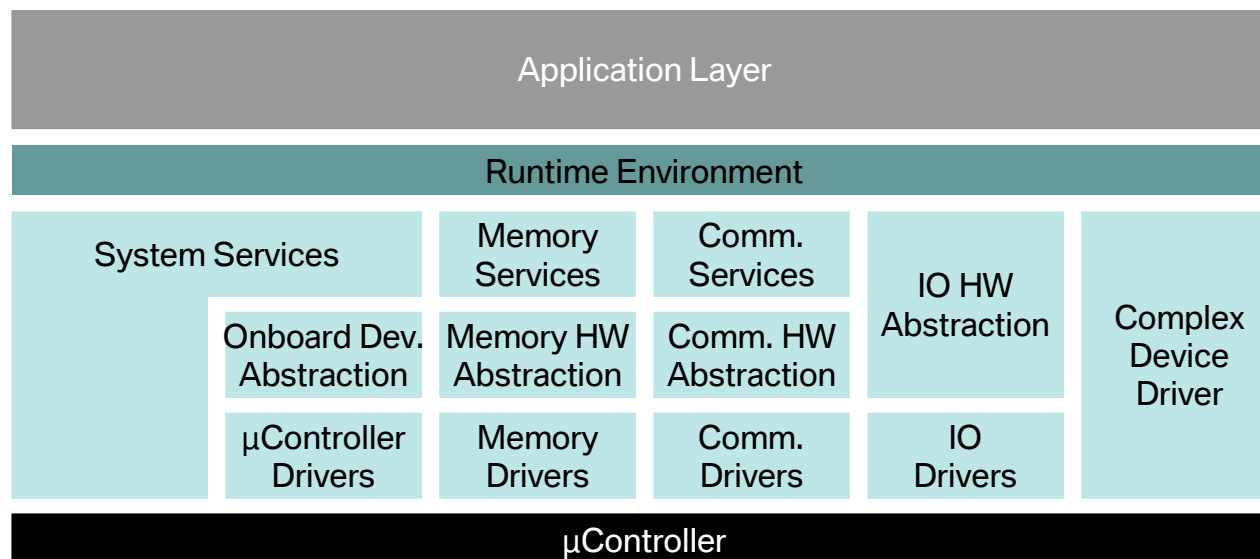 Application Layer
Runtime Environment
System Services
Memory
Services
Comm.
Services
IO HW
Abstraction
Complex
Device
Driver
Onboard Dev.
Abstraction
Memory HW
Abstraction
Comm. HW
Abstraction
µController
Drivers
Memory
Drivers
Comm.
Drivers
IO
Drivers
µController